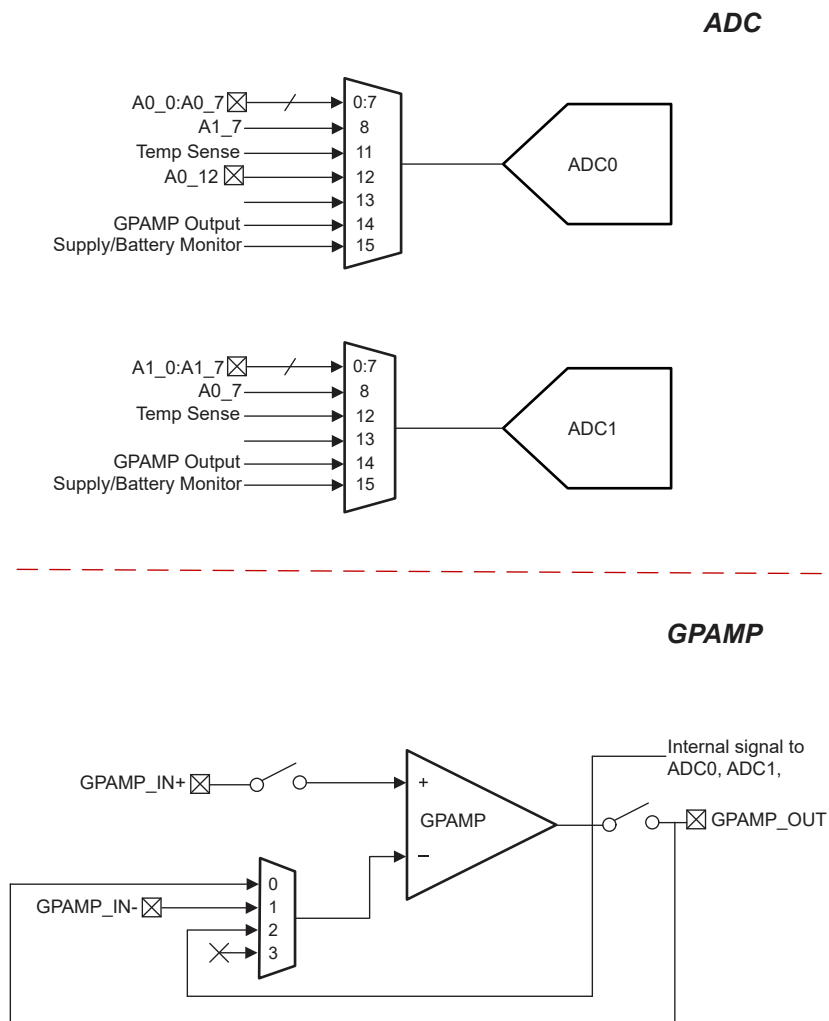 ADC
A0_0:A0_7
0:7
A1_7
8
Temp Sense
11
A0_12
12
13
GPAMP Output
14
Supply/Battery Monitor
15
ADC0
A1_0:A1_7
0:7
A0_7
8
Temp Sense
12
13
GPAMP Output
14
Supply/Battery Monitor
15
ADC1
GPAMP
Internal signal to
ADC0, ADC1,
GPAMP_IN+
+
GPAMP
−
GPAMP_OUT
0
GPAMP_IN-
1
2
3